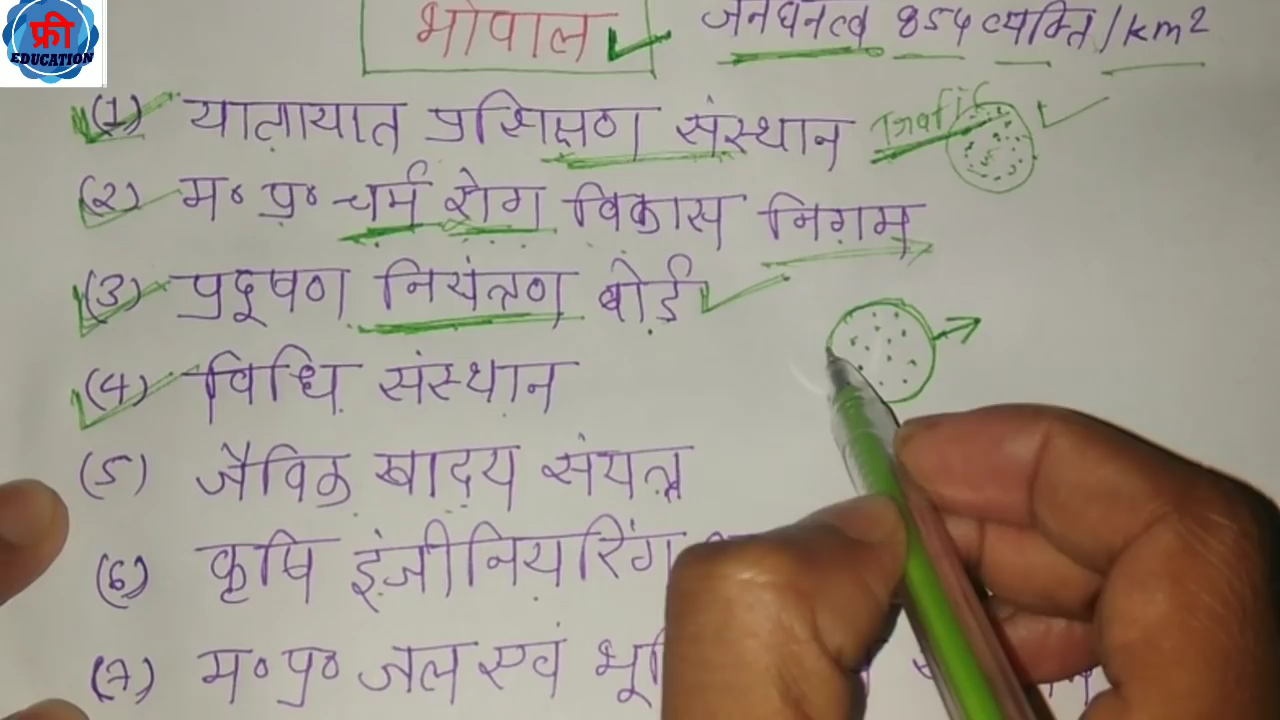 फ्री
EDUCATION
भोपाल जनघनत्व 854 व्यक्ति/km2
(1) यातायात प्रशिक्षण संस्थान Trafic
(2) म॰ प्र॰ चर्म रोग विकास निगम
(3) प्रदूषण नियंत्रण बोर्ड
(4) विधि संस्थान
(5) जैविक खाद्य संयत्र
(6) कृषि इंजीनियरिंग
(7) म॰ प्र॰ जल एवं